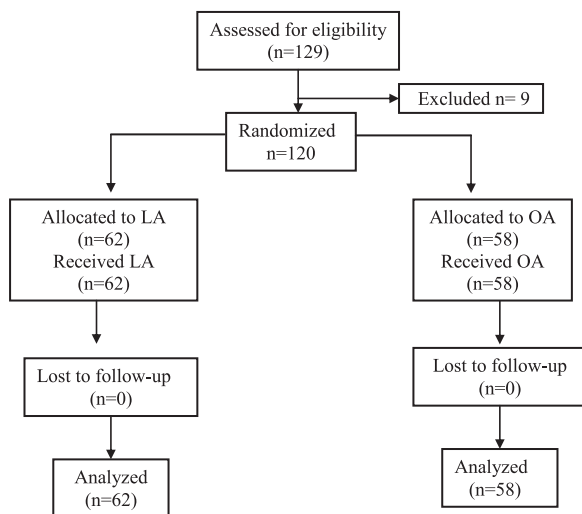 Assessed for eligibility
(n=129)
Excluded n= 9
Randomized
n=120
Allocated to LA
(n=62)
Received LA
(n=62)
Allocated to OA
(n=58)
Received OA
(n=58)
Lost to follow-up
(n=0)
Lost to follow-up
(n=0)
Analyzed
(n=62)
Analyzed
(n=58)